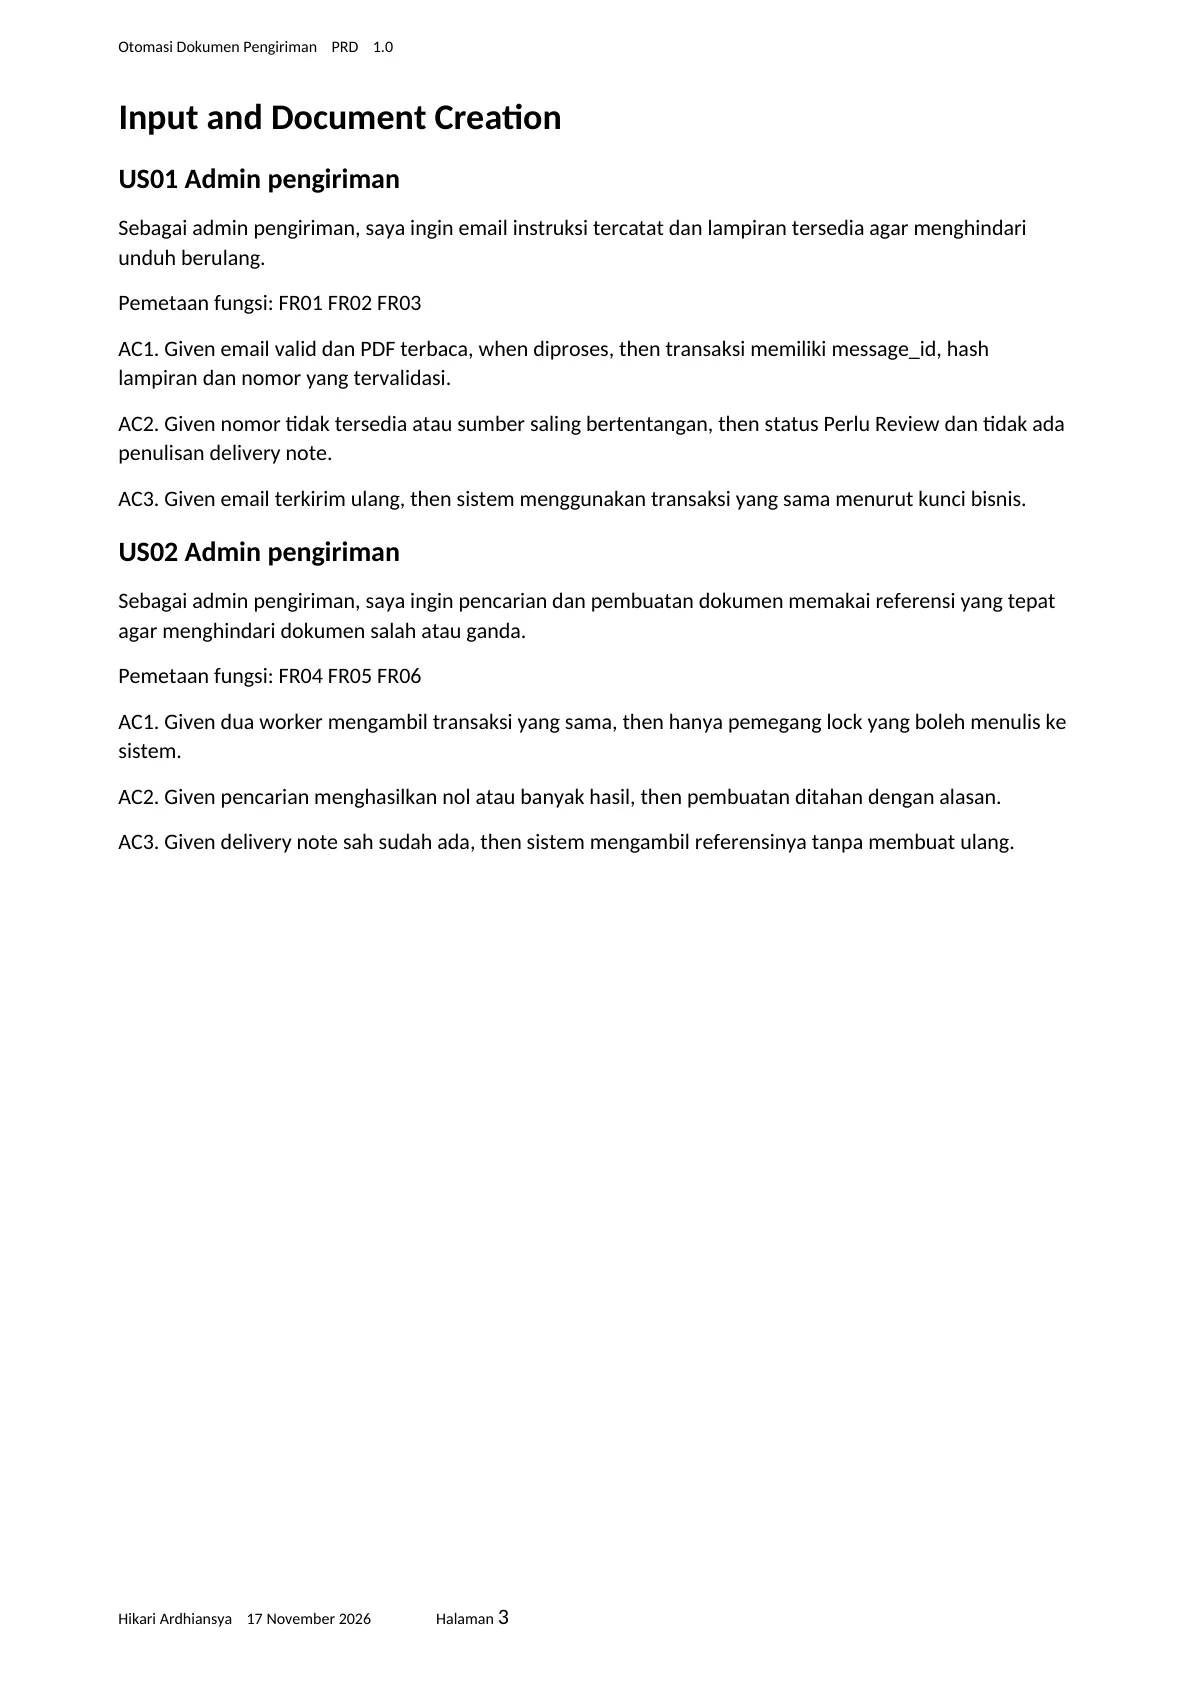 Otomasi Dokumen Pengiriman PRD 1.0
Input and Document Creation
US01 Admin pengiriman
Sebagai admin pengiriman, saya ingin email instruksi tercatat dan lampiran tersedia agar menghindari
unduh berulang.
Pemetaan fungsi: FR01 FR02 FR03
AC1. Given email valid dan PDF terbaca, when diproses, then transaksi memiliki message_id, hash
lampiran dan nomor yang tervalidasi.
AC2. Given nomor tidak tersedia atau sumber saling bertentangan, then status Perlu Review dan tidak ada
penulisan delivery note.
AC3. Given email terkirim ulang, then sistem menggunakan transaksi yang sama menurut kunci bisnis.
US02 Admin pengiriman
Sebagai admin pengiriman, saya ingin pencarian dan pembuatan dokumen memakai referensi yang tepat
agar menghindari dokumen salah atau ganda.
Pemetaan fungsi: FR04 FR05 FR06
AC1. Given dua worker mengambil transaksi yang sama, then hanya pemegang lock yang boleh menulis ke
sistem.
AC2. Given pencarian menghasilkan nol atau banyak hasil, then pembuatan ditahan dengan alasan.
AC3. Given delivery note sah sudah ada, then sistem mengambil referensinya tanpa membuat ulang.
Hikari Ardhiansya 17 November 2026 Halaman 3